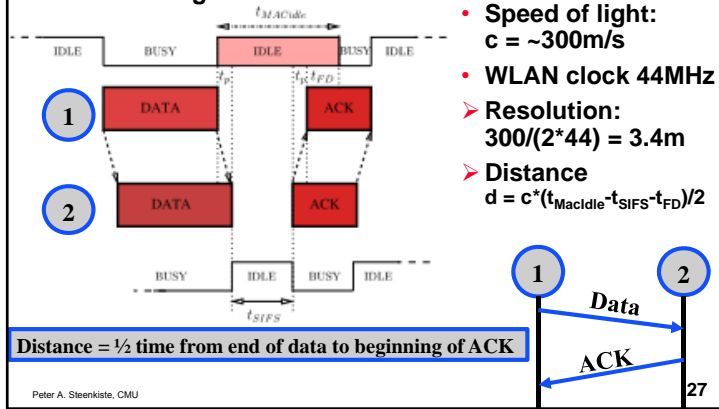 t_MACidle
IDLE BUSY IDLE BUSY IDLE
t_p t_p t_FD
1 DATA ACK
2 DATA ACK
BUSY IDLE BUSY IDLE
t_SIFS
Distance = ½ time from end of data to beginning of ACK
• Speed of light:
c = ~300m/s
• WLAN clock 44MHz
➢ Resolution:
300/(2*44) = 3.4m
➢ Distance
d = c*(t_MacIdle-t_SIFS-t_FD)/2
1 2
Data
ACK
Peter A. Steenkiste, CMU
27